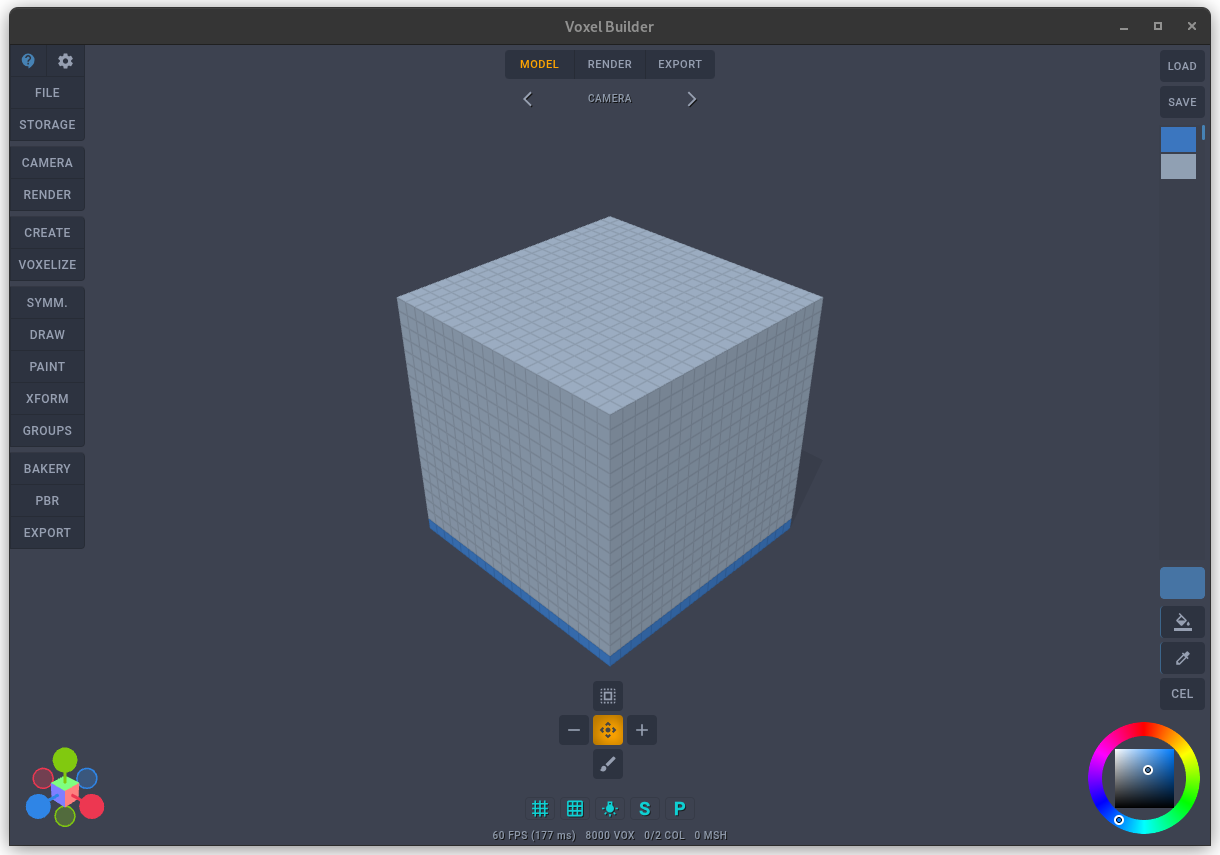 Voxel Builder
MODEL RENDER EXPORT
CAMERA
?
FILE
STORAGE
CAMERA
RENDER
CREATE
VOXELIZE
SYMM.
DRAW
PAINT
XFORM
GROUPS
BAKERY
PBR
EXPORT
LOAD
SAVE
CEL
S P
60 FPS (177 ms) 8000 VOX 0/2 COL 0 MSH